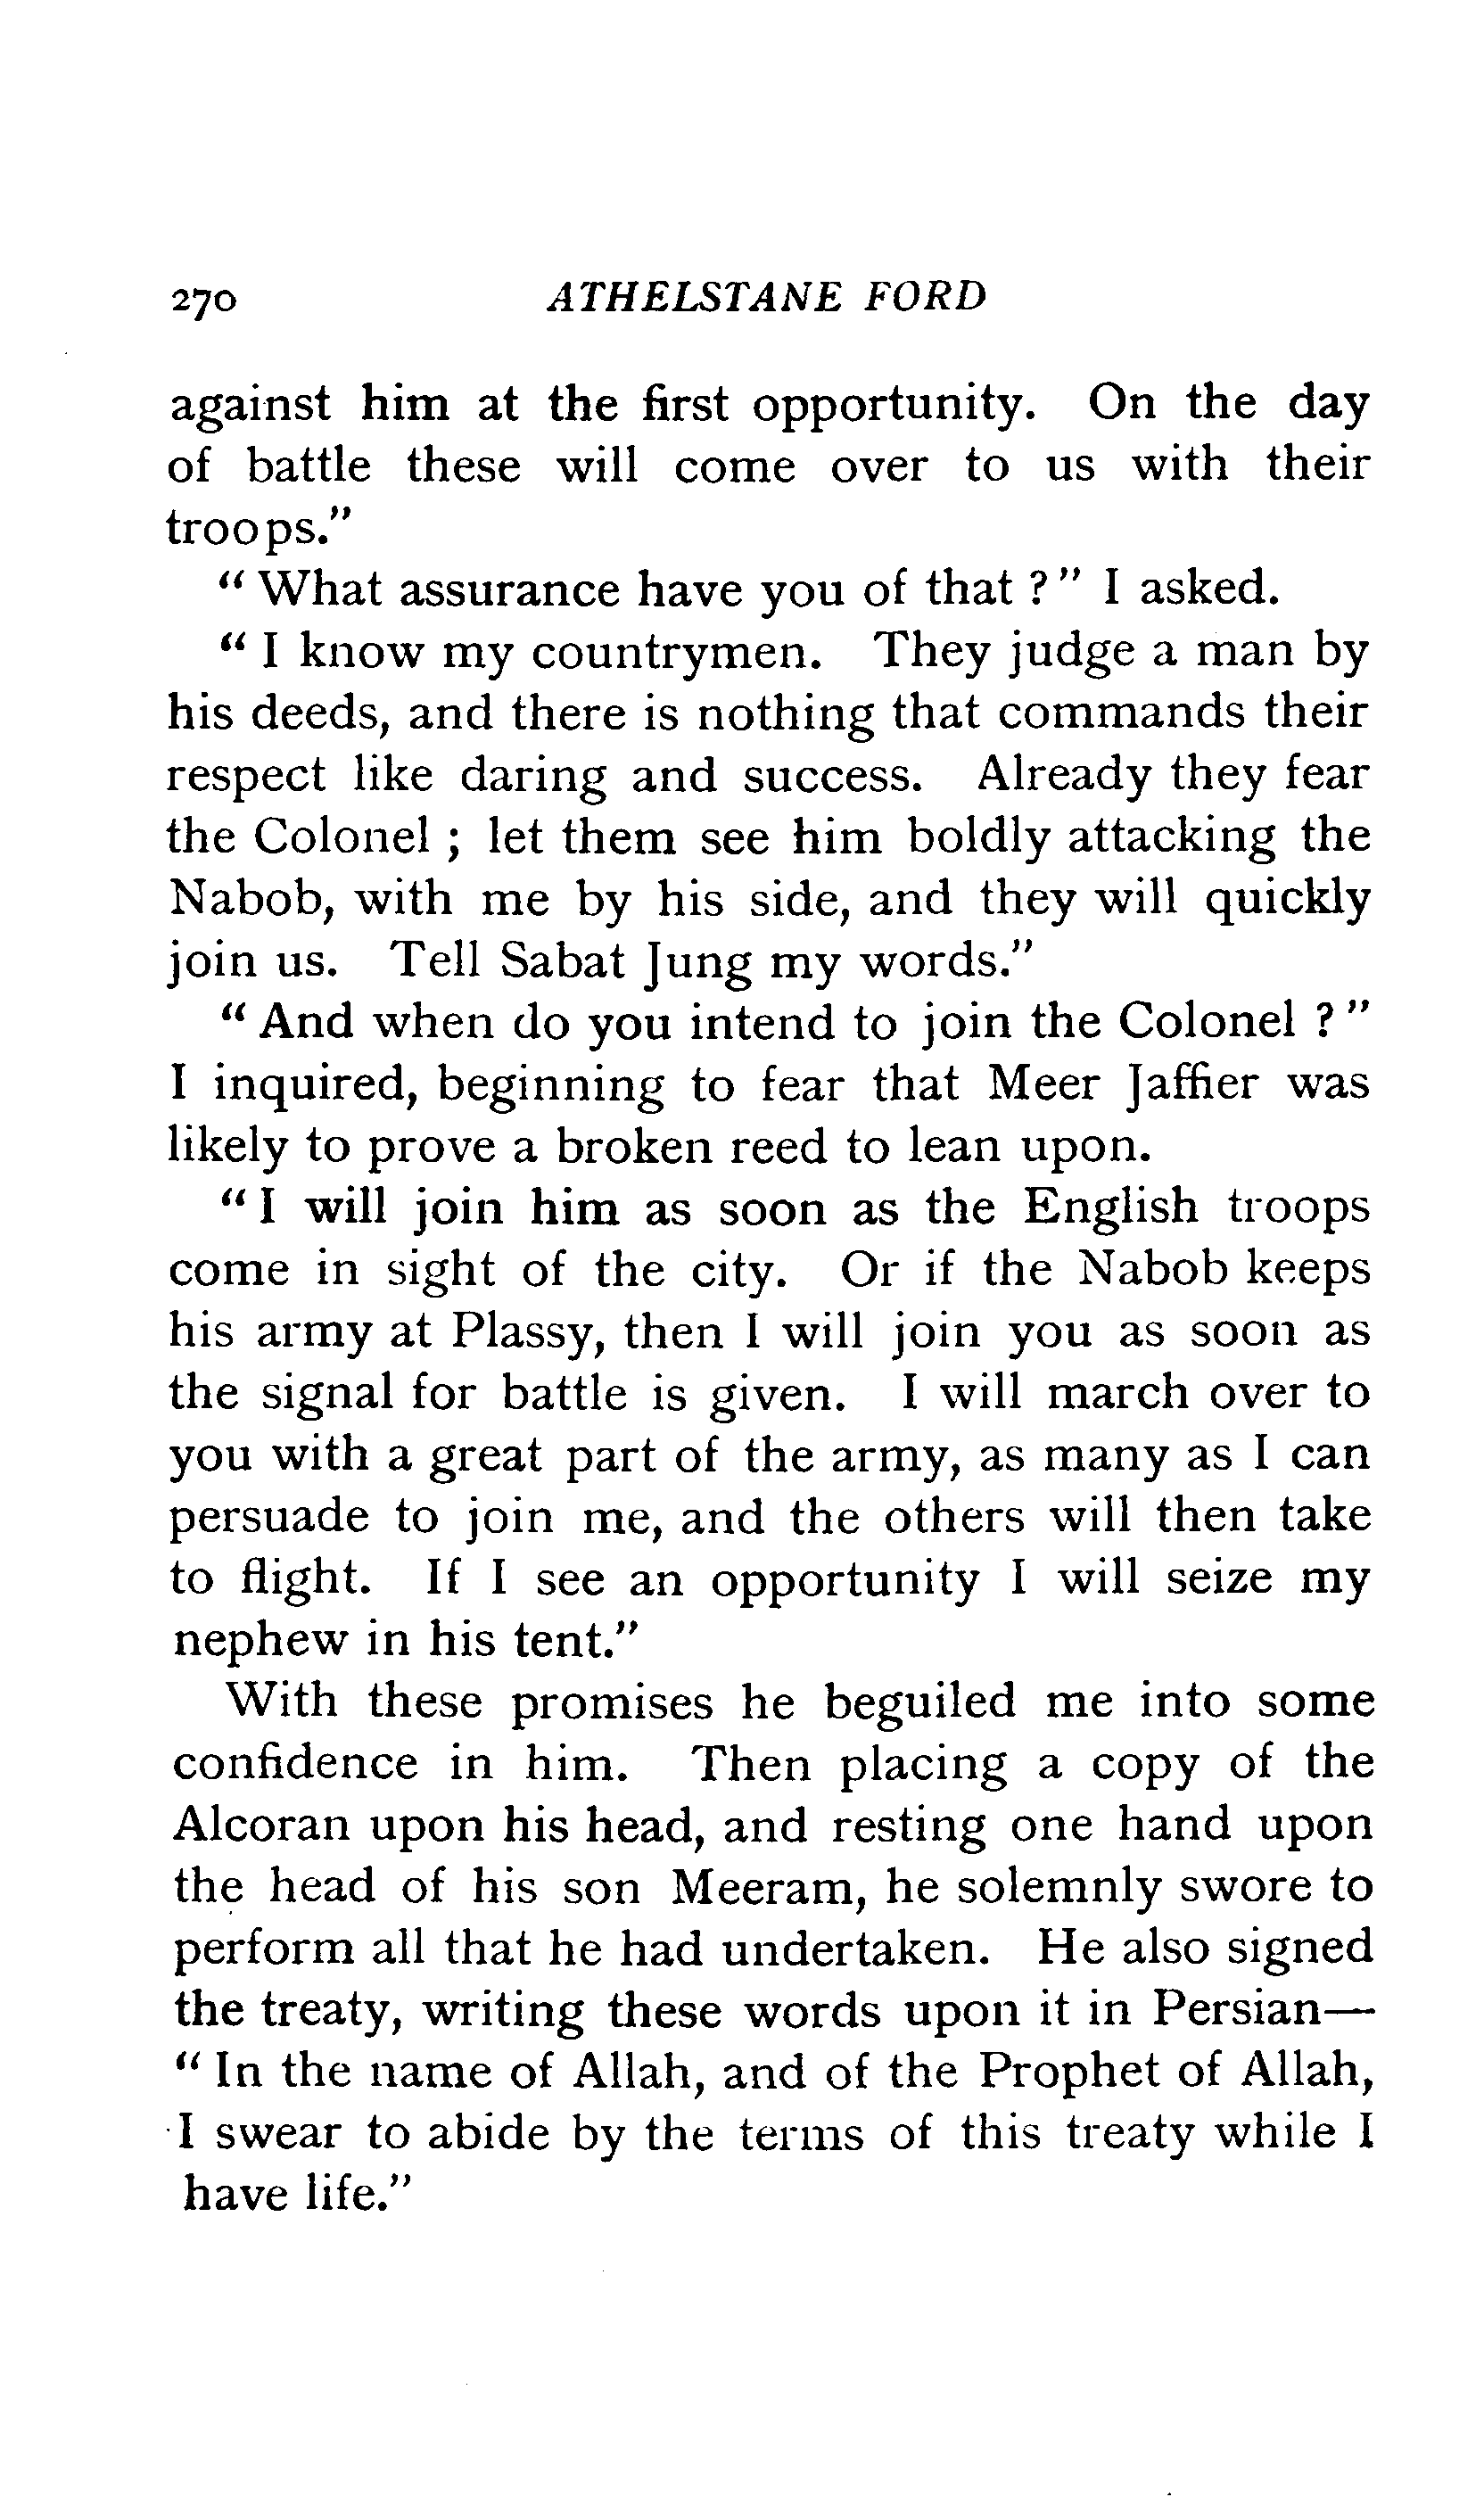 270 ATHELSTANE FORD
against him at the first opportunity. On the day
of battle these will come over to us with their
troops."
" What assurance have you of that ? " I asked.
" I know my countrymen. They judge a man by
his deeds, and there is nothing that commands their
respect like daring and success. Already they fear
the Colonel ; let them see him boldly attacking the
Nabob, with me by his side, and they will quickly
join us. Tell Sabat Jung my words."
" And when do you intend to join the Colonel ? "
I inquired, beginning to fear that Meer Jaffier was
likely to prove a broken reed to lean upon.
" I will join him as soon as the English troops
come in sight of the city. Or if the Nabob keeps
his army at Plassy, then I will join you as soon as
the signal for battle is given. I will march over to
you with a great part of the army, as many as I can
persuade to join me, and the others will then take
to flight. If I see an opportunity I will seize my
nephew in his tent."
With these promises he beguiled me into some
confidence in him. Then placing a copy of the
Alcoran upon his head, and resting one hand upon
the head of his son Meeram, he solemnly swore to
perform all that he had undertaken. He also signed
the treaty, writing these words upon it in Persian—
" In the name of Allah, and of the Prophet of Allah,
I swear to abide by the terms of this treaty while I
have life."